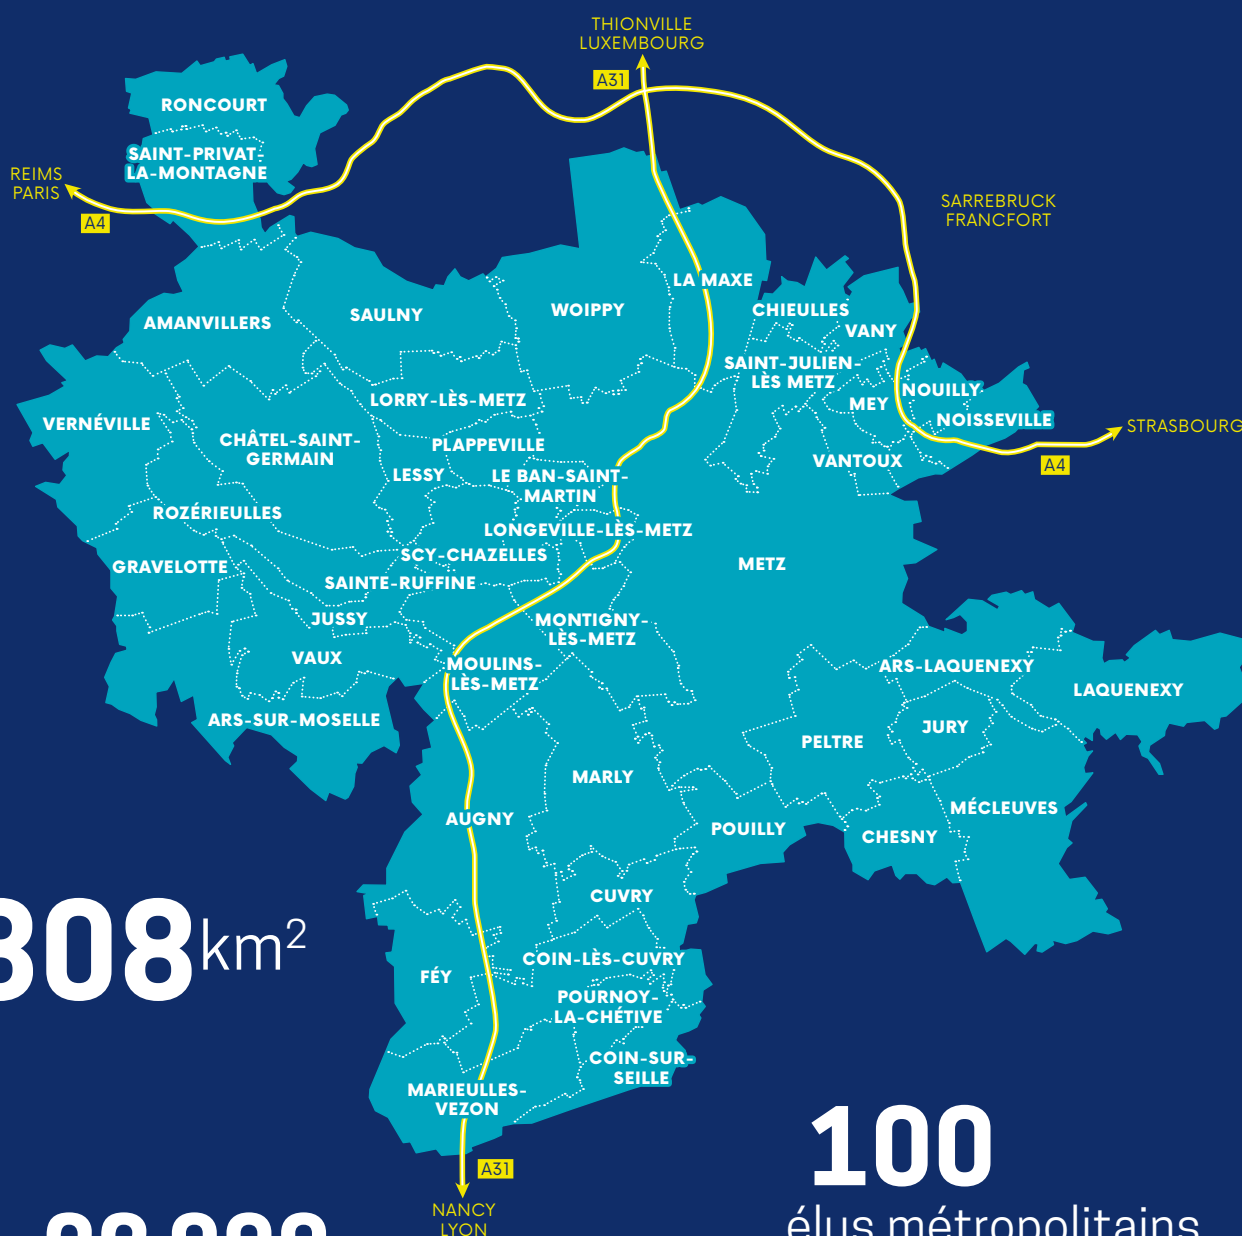 THIONVILLE
LUXEMBOURG
A31
RONCOURT
SAINT-PRIVAT-
LA-MONTAGNE
REIMS
PARIS
A4
SARREBRUCK
FRANCFORT
LA MAXE
WOIPPY
CHIEULLES
SAULNY
AMANVILLERS
VANY
SAINT-JULIEN-
LÈS METZ
NOUILLY
MEY
LORRY-LÈS-METZ
NOISSEVILLE
VERNÉVILLE
STRASBOURG
A4
CHÂTEL-SAINT-
GERMAIN
PLAPPEVILLE
VANTOUX
LESSY
LE BAN-SAINT-
MARTIN
ROZÉRIEULLES
LONGEVILLE-LÈS-METZ
SCY-CHAZELLES
METZ
GRAVELOTTE
SAINTE-RUFFINE
JUSSY
MONTIGNY-
LÈS-METZ
VAUX
MOULINS-
LÈS-METZ
ARS-LAQUENEXY
LAQUENEXY
ARS-SUR-MOSELLE
JURY
PELTRE
MARLY
MÉCLEUVES
AUGNY
POUILLY
CHESNY
CUVRY
308 km²
COIN-LÈS-CUVRY
FÉY
POURNOY-
LA-CHÉTIVE
COIN-SUR-
SEILLE
MARIEULLES-
VEZON
A31
NANCY
LYON
100
élus métropolitains